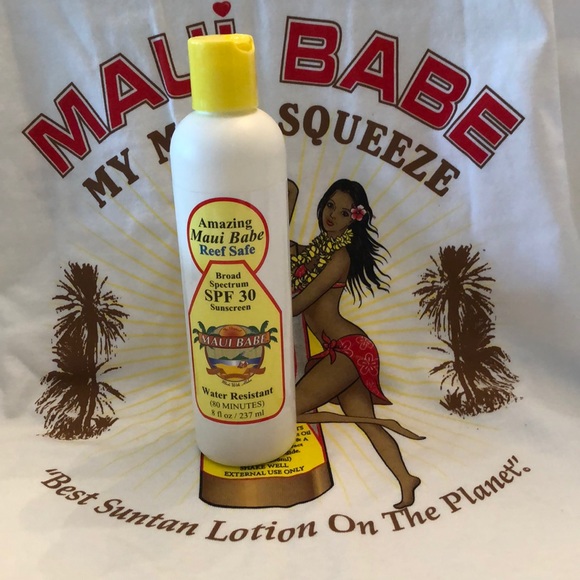 MAUI BABE
MY M SQUEEZE
Amazing
Maui Babe
Reef Safe
Broad
Spectrum
SPF 30
Sunscreen
MAUI BABE
Water Resistant
(80 MINUTES)
8 fl oz / 237 ml
SHAKE WELL
EXTERNAL USE ONLY
"Best Suntan Lotion On The Planet"®